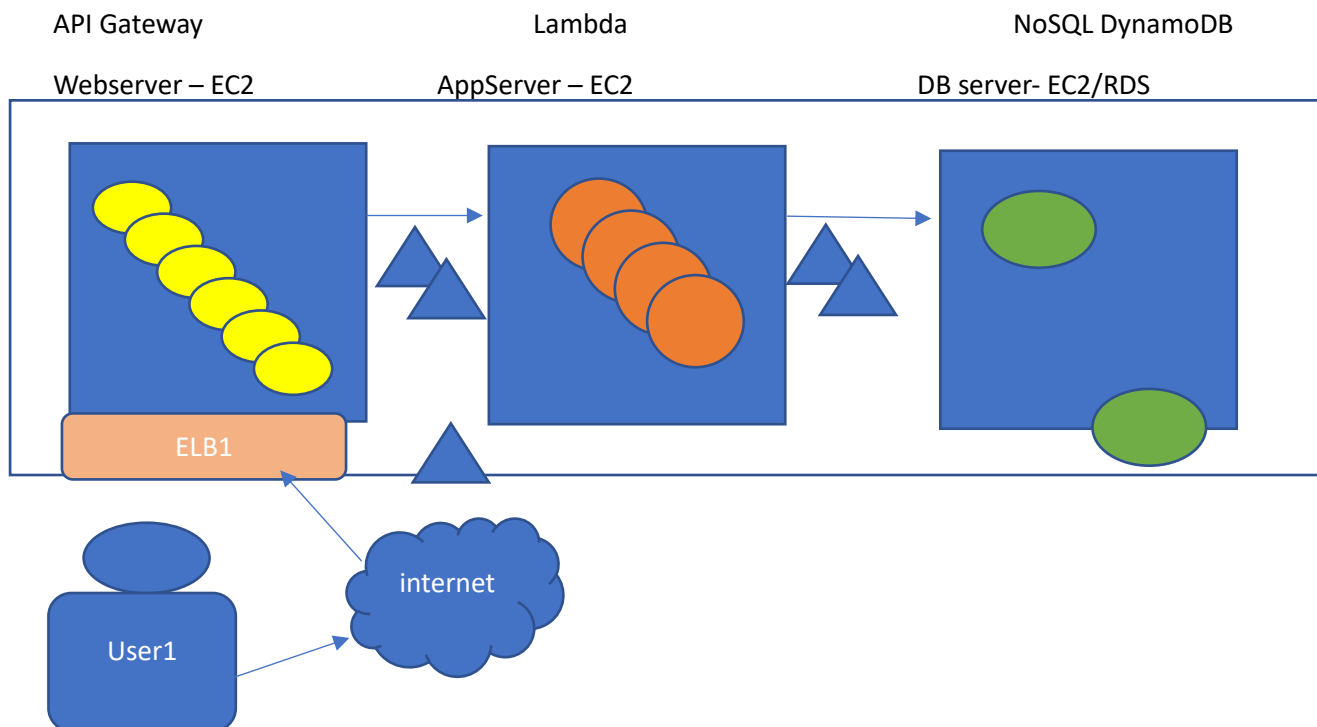 API Gateway Lambda NoSQL DynamoDB
Webserver – EC2 AppServer – EC2 DB server- EC2/RDS
ELB1
internet
User1